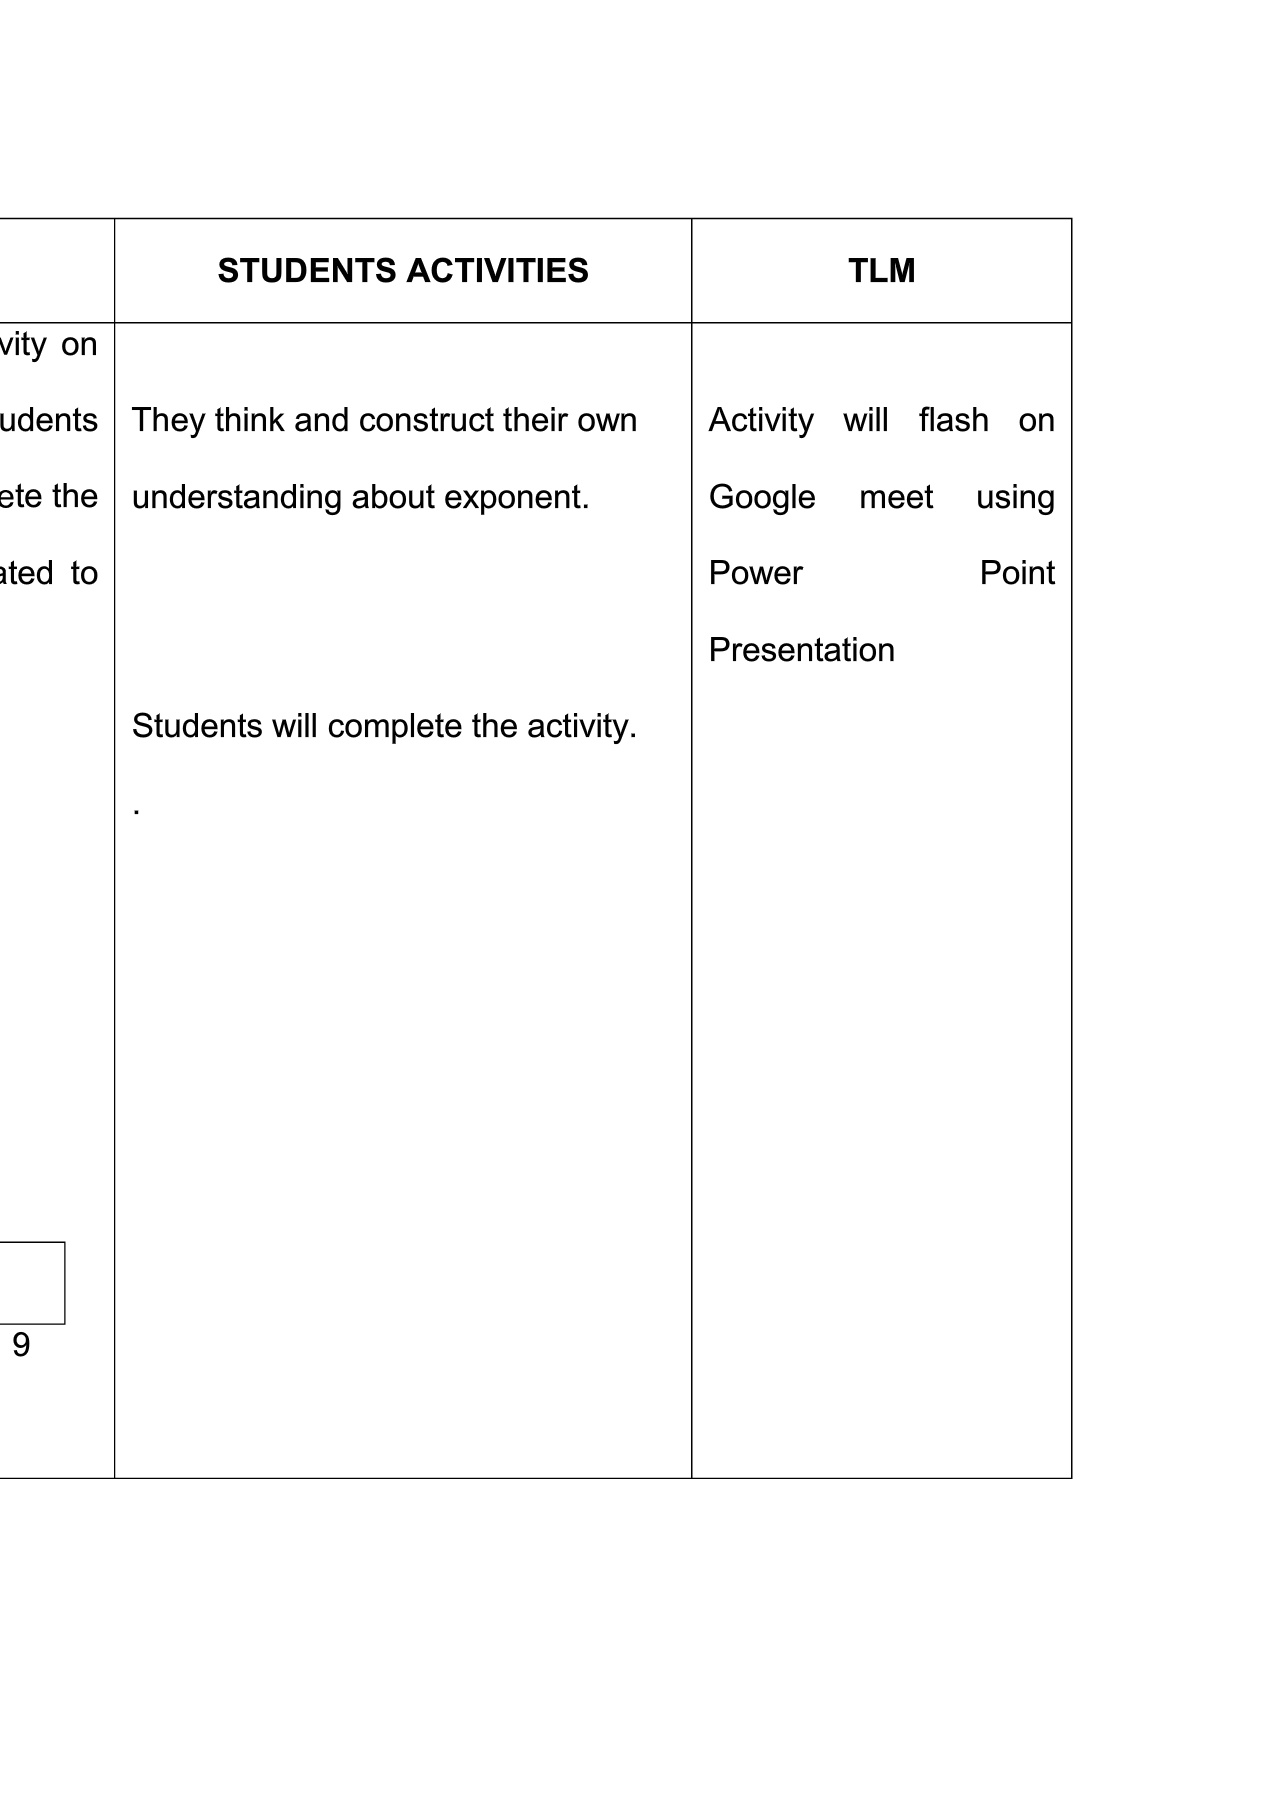 STUDENTS ACTIVITIES
TLM
vity on
udents
ete the
ated to
9
They think and construct their own
understanding about exponent.
Students will complete the activity.
.
Activity will flash on
Google meet using
Power Point
Presentation